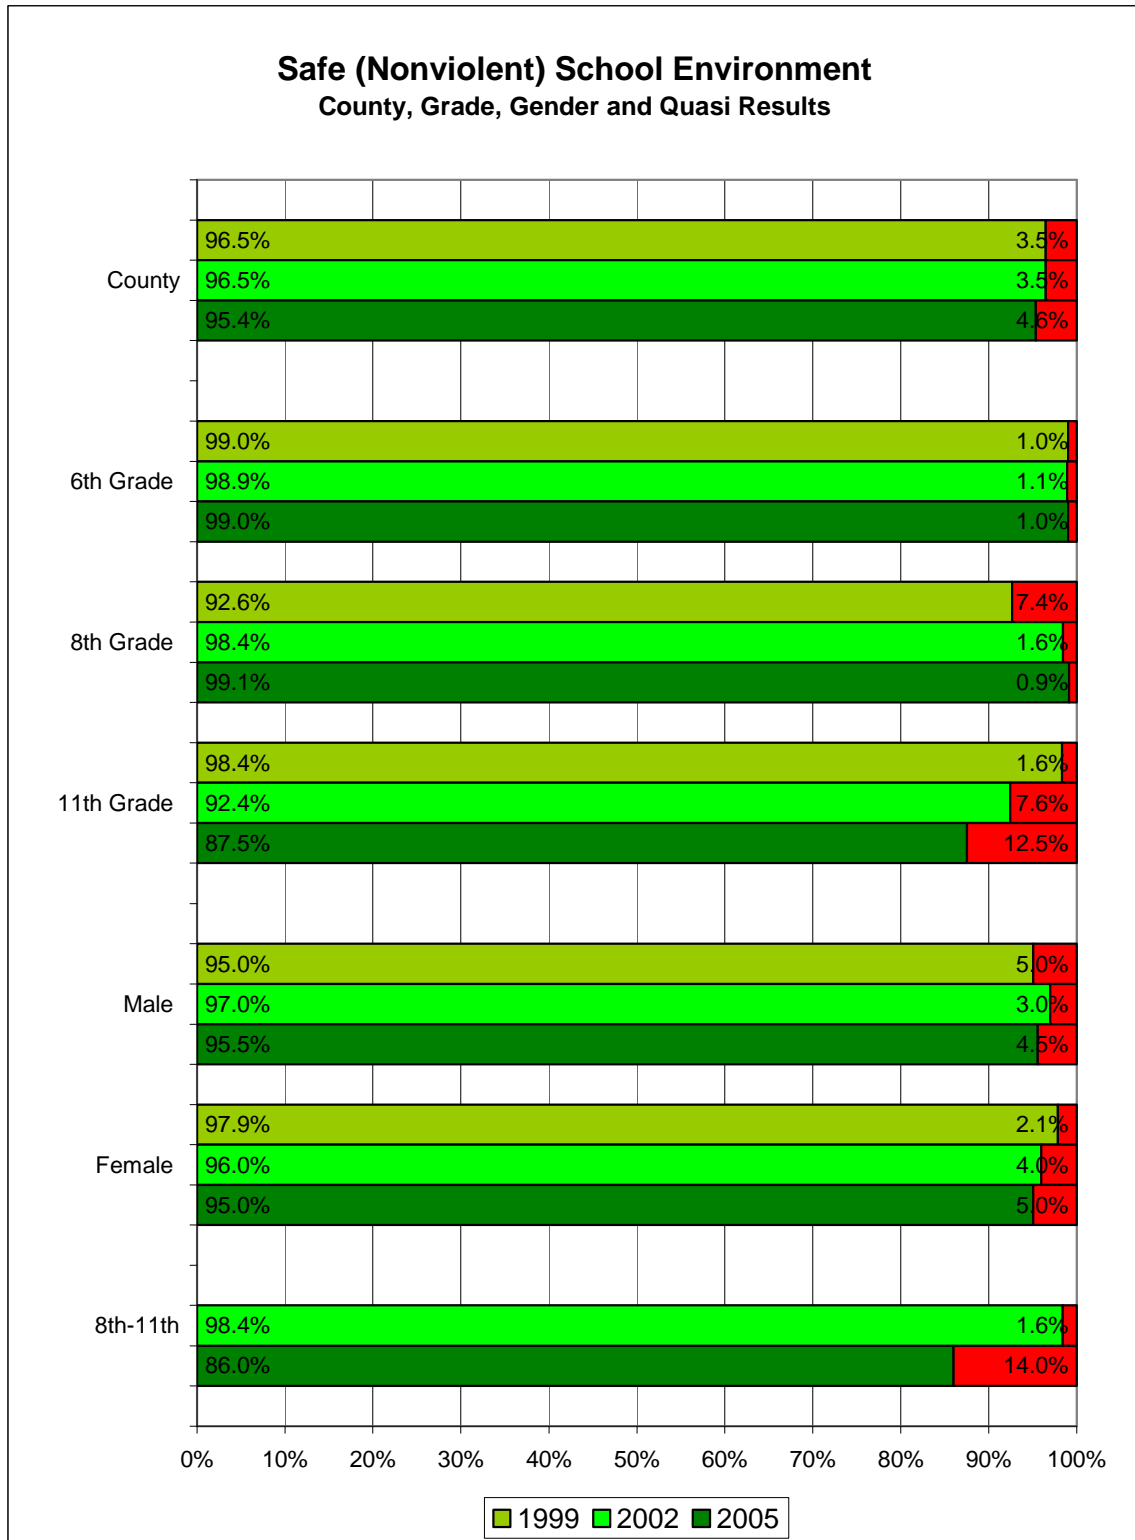 Safe (Nonviolent) School Environment
County, Grade, Gender and Quasi Results
96.5% 3.5%
County 96.5% 3.5%
95.4% 4.6%
99.0% 1.0%
6th Grade 98.9% 1.1%
99.0% 1.0%
92.6% 7.4%
8th Grade 98.4% 1.6%
99.1% 0.9%
98.4% 1.6%
11th Grade 92.4% 7.6%
87.5% 12.5%
95.0% 5.0%
Male 97.0% 3.0%
95.5% 4.5%
97.9% 2.1%
Female 96.0% 4.0%
95.0% 5.0%
8th-11th 98.4% 1.6%
86.0% 14.0%
0% 10% 20% 30% 40% 50% 60% 70% 80% 90% 100%
1999 2002 2005